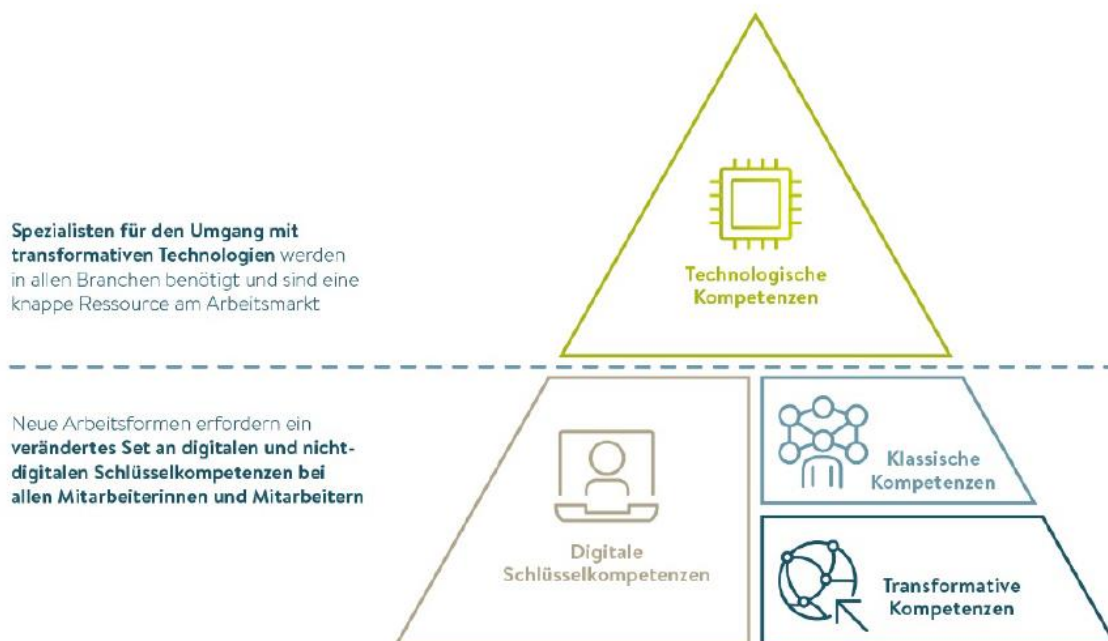 Spezialisten für den Umgang mit
transformativen Technologien werden
in allen Branchen benötigt und sind eine
knappe Ressource am Arbeitsmarkt
Technologische
Kompetenzen
Neue Arbeitsformen erfordern ein
verändertes Set an digitalen und nicht-
digitalen Schlüsselkompetenzen bei
allen Mitarbeiterinnen und Mitarbeitern
Digitale
Schlüsselkompetenzen
Klassische
Kompetenzen
Transformative
Kompetenzen